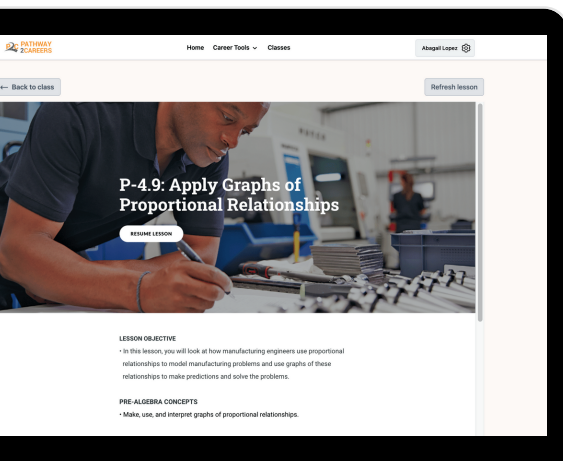 PATHWAY
2CAREERS
Home Career Tools Classes
Abagail Lopez
← Back to class
Refresh lesson
P-4.9: Apply Graphs of
Proportional Relationships
RESUME LESSON
LESSON OBJECTIVE
• In this lesson, you will look at how manufacturing engineers use proportional
relationships to model manufacturing problems and use graphs of these
relationships to make predictions and solve the problems.
PRE-ALGEBRA CONCEPTS
• Make, use, and interpret graphs of proportional relationships.